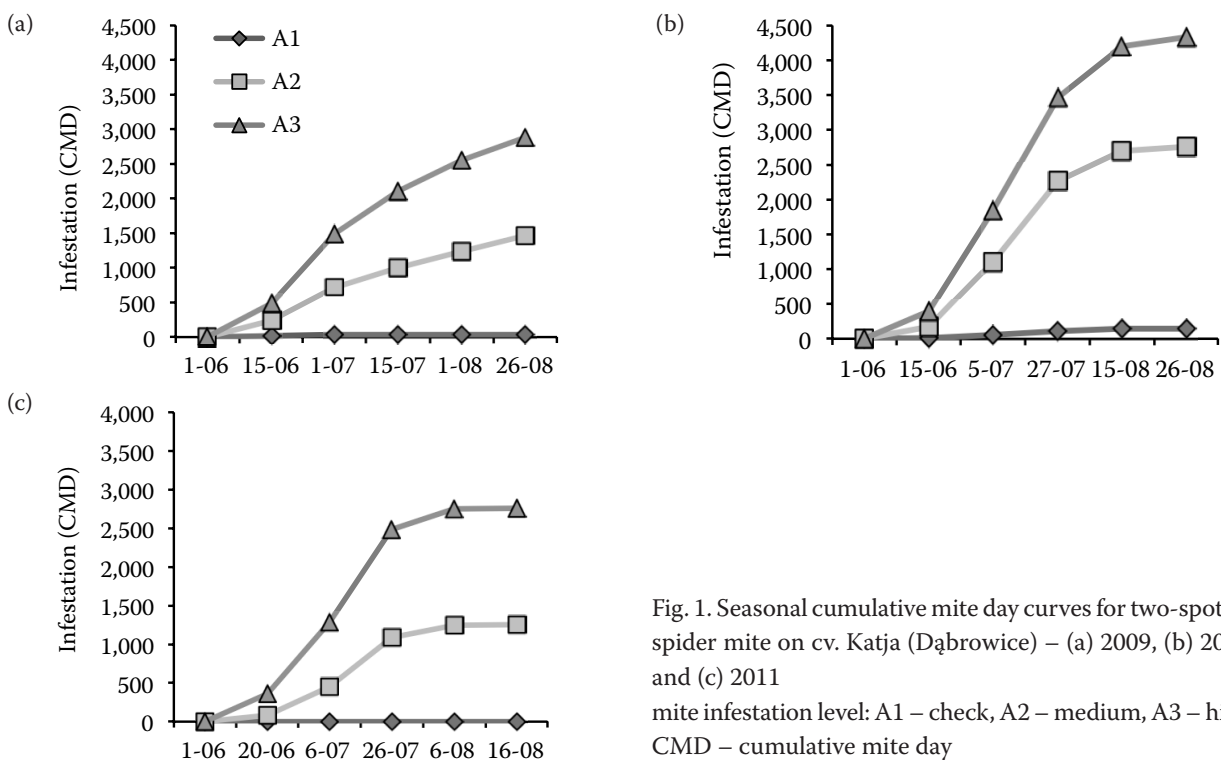 (a)
Infestation (CMD)
4,500
4,000
3,500
3,000
2,500
2,000
1,500
1,000
500
0
A1
A2
A3
1-06 15-06 1-07 15-07 1-08 26-08
(b)
Infestation (CMD)
4,500
4,000
3,500
3,000
2,500
2,000
1,500
1,000
500
0
1-06 15-06 5-07 27-07 15-08 26-08
(c)
Infestation (CMD)
4,000
3,500
3,000
2,500
2,000
1,500
1,000
500
0
1-06 20-06 6-07 26-07 6-08 16-08
Fig. 1. Seasonal cumulative mite day curves for two-spot
spider mite on cv. Katja (Dąbrowice) – (a) 2009, (b)
and (c) 2011
mite infestation level: A1 – check, A2 – medium, A3 –
CMD – cumulative mite day